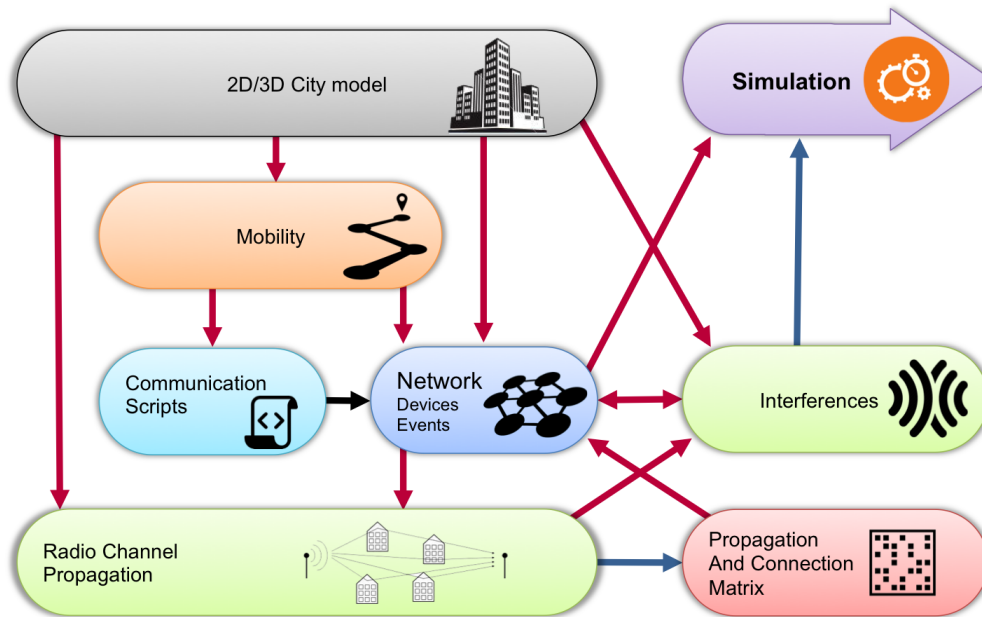 2D/3D City model
Simulation
Mobility
Communication
Scripts
Network
Devices
Events
Interferences
Radio Channel
Propagation
Propagation
And Connection
Matrix